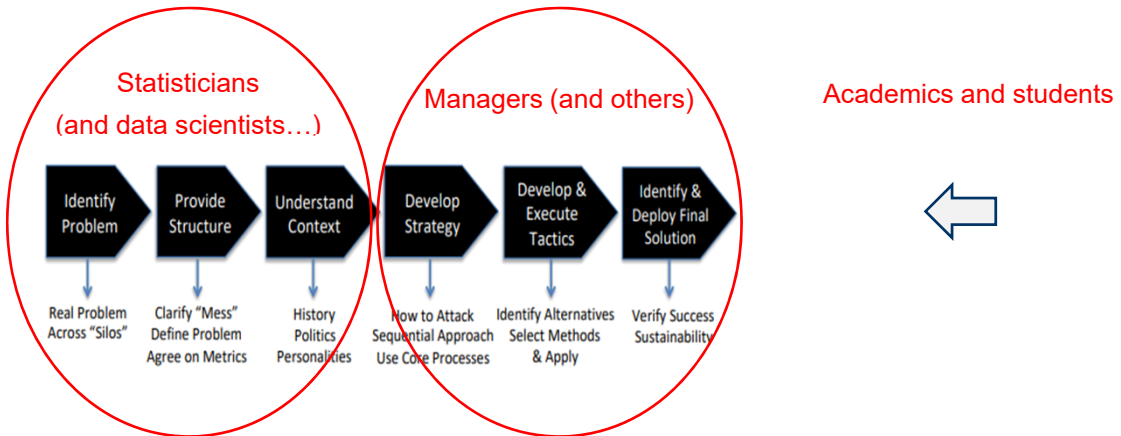 Statisticians
(and data scientists…)
Managers (and others)
Academics and students
Identify
Problem
Provide
Structure
Understand
Context
Develop
Strategy
Develop &
Execute
Tactics
Identify &
Deploy Final
Solution
Real Problem
Across “Silos”
Clarify “Mess”
Define Problem
Agree on Metrics
History
Politics
Personalities
How to Attack
Sequential Approach
Use Core Processes
Identify Alternatives
Select Methods
& Apply
Verify Success
Sustainability